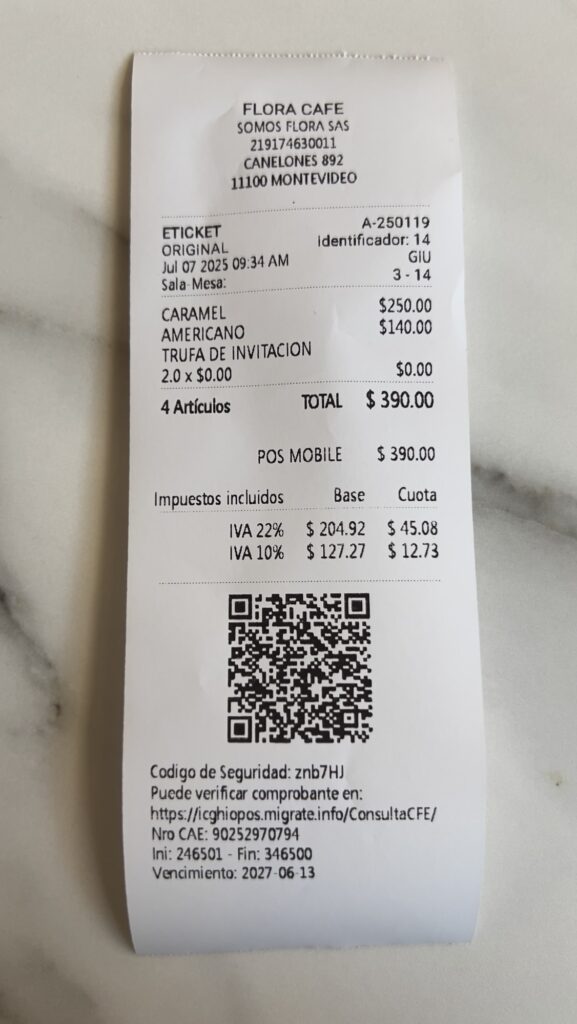 FLORA CAFE
SOMOS FLORA SAS
219174630011
CANELONES 892
11100 MONTEVIDEO
ETICKET A-250119
ORIGINAL identificador: 14
Jul 07 2025 09:34 AM GIU
Sala-Mesa: 3 - 14
CARAMEL $250.00
AMERICANO $140.00
TRUFA DE INVITACION
2.0 x $0.00 $0.00
4 Artículos TOTAL $ 390.00
POS MOBILE $ 390.00
Impuestos incluidos Base Cuota
IVA 22% $ 204.92 $ 45.08
IVA 10% $ 127.27 $ 12.73
Codigo de Seguridad: znb7HJ
Puede verificar comprobante en:
https://icghiopos.migrate.info/ConsultaCFE/
Nro CAE: 90252970794
Ini: 246501 - Fin: 346500
Vencimiento: 2027-06-13